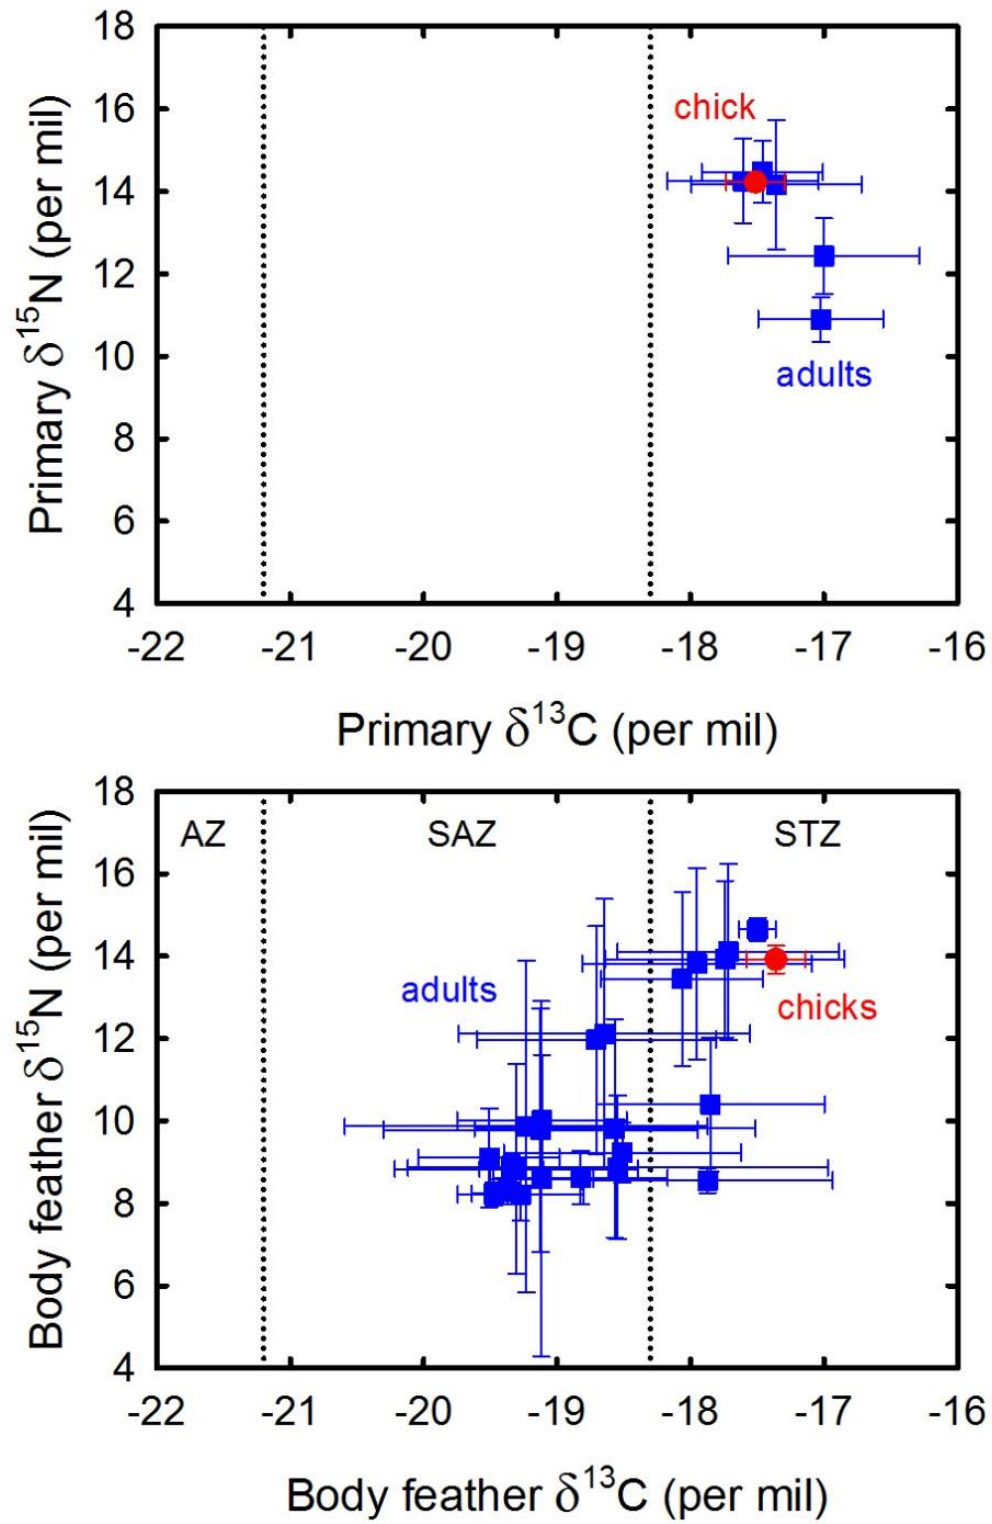 18
16
14
12
10
8
6
4
Primary δ¹⁵N (per mil)
chick
adults
-22 -21 -20 -19 -18 -17 -16
Primary δ¹³C (per mil)
18
16
14
12
10
8
6
4
Body feather δ¹⁵N (per mil)
AZ SAZ STZ
adults
chicks
-22 -21 -20 -19 -18 -17 -16
Body feather δ¹³C (per mil)